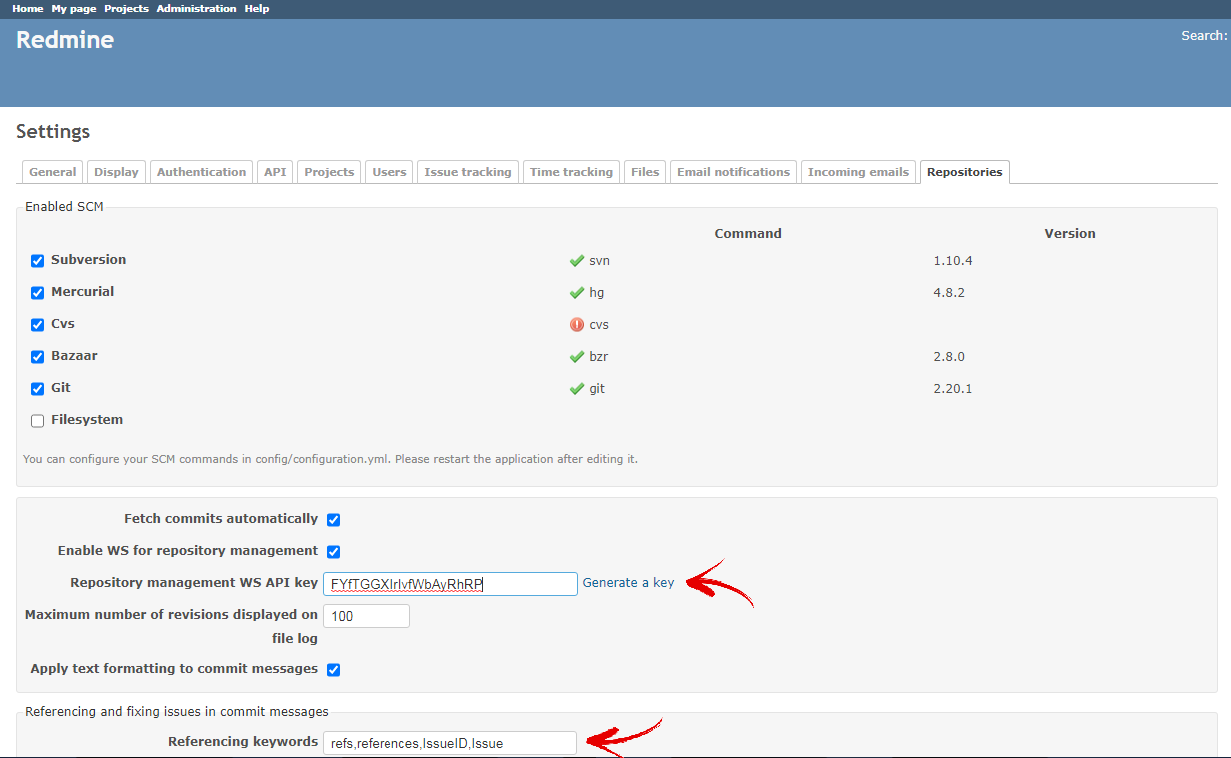 Home My page Projects Administration Help
Redmine
Search:
Settings
General Display Authentication API Projects Users Issue tracking Time tracking Files Email notifications Incoming emails Repositories
Enabled SCM
Command Version
Subversion svn 1.10.4
Mercurial hg 4.8.2
Cvs cvs
Bazaar bzr 2.8.0
Git git 2.20.1
Filesystem
You can configure your SCM commands in config/configuration.yml. Please restart the application after editing it.
Fetch commits automatically
Enable WS for repository management
Repository management WS API key FYfTGGXIrIvfWbAyRhRP Generate a key
Maximum number of revisions displayed on 100
file log
Apply text formatting to commit messages
Referencing and fixing issues in commit messages
Referencing keywords refs,references,IssueID,Issue